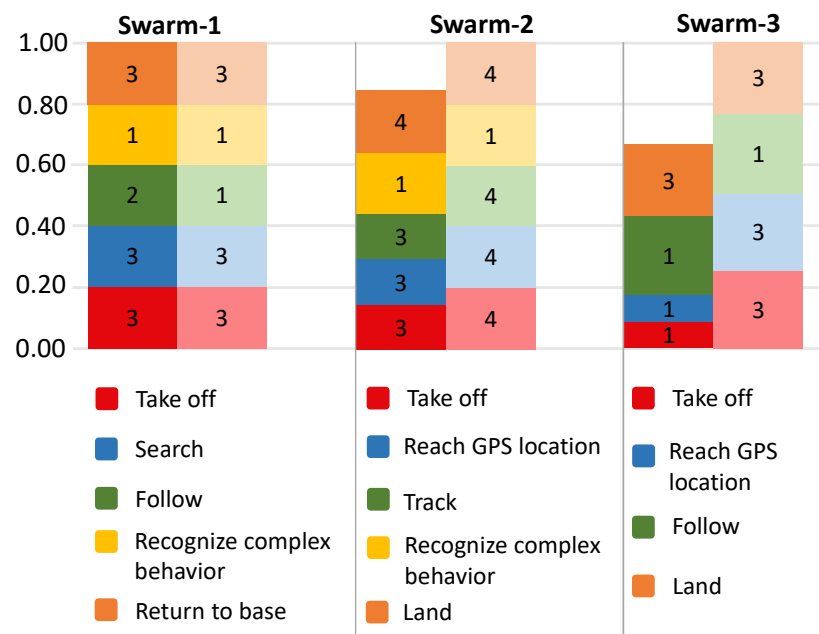 Swarm-1
Swarm-2
Swarm-3
1.00
0.80
0.60
0.40
0.20
0.00
3
3
1
1
2
1
3
3
3
3
4
4
1
1
3
4
3
4
3
4
3
3
1
1
1
3
1
3
Take off
Search
Follow
Recognize complex
behavior
Return to base
Take off
Reach GPS location
Track
Recognize complex
behavior
Land
Take off
Reach GPS
location
Follow
Land